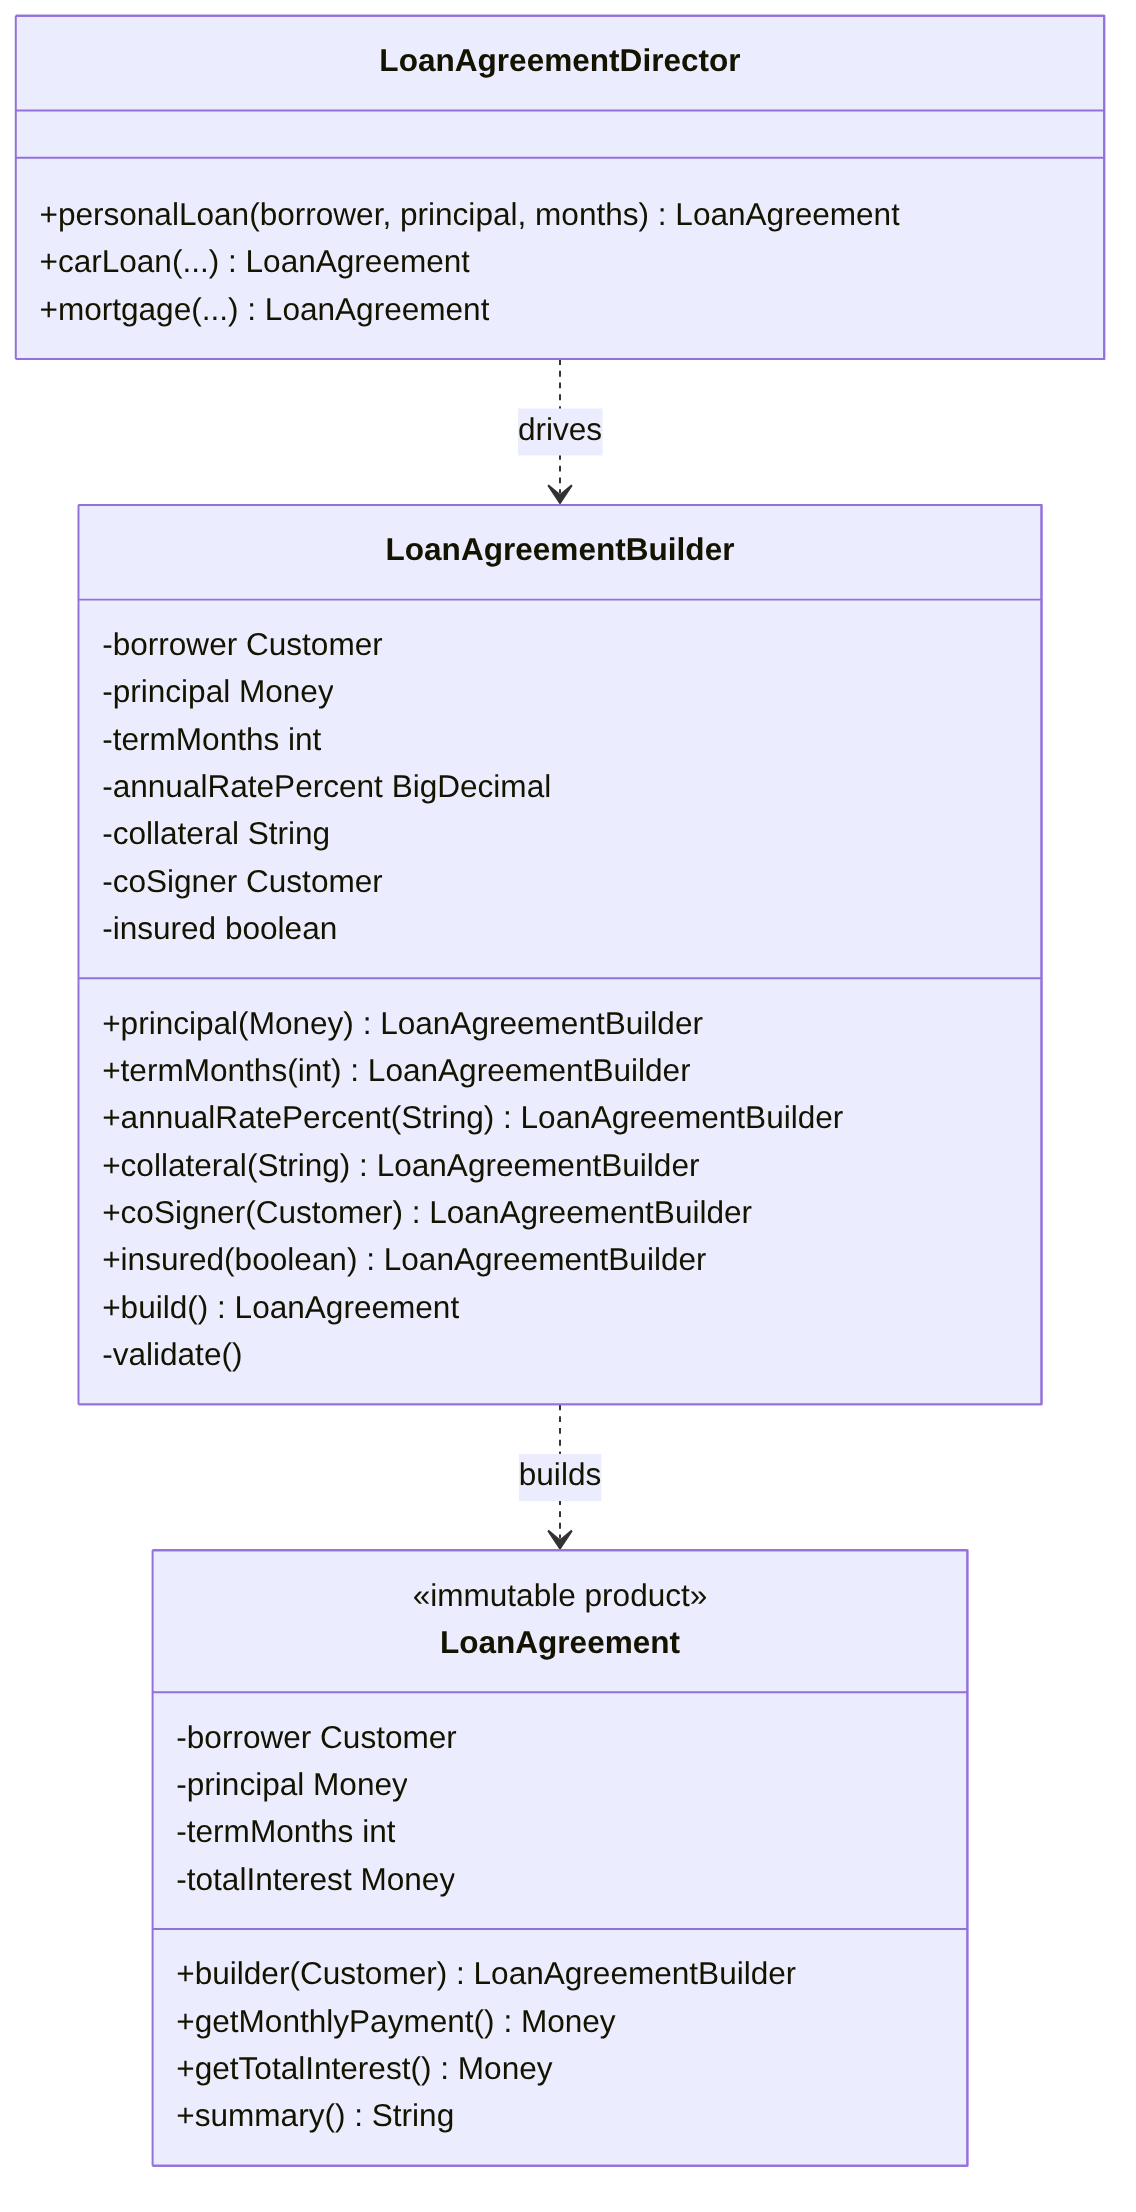 LoanAgreementDirector
+personalLoan(borrower, principal, months) : LoanAgreement
+carLoan(...) : LoanAgreement
+mortgage(...) : LoanAgreement
drives
LoanAgreementBuilder
-borrower Customer
-principal Money
-termMonths int
-annualRatePercent BigDecimal
-collateral String
-coSigner Customer
-insured boolean
+principal(Money) : LoanAgreementBuilder
+termMonths(int) : LoanAgreementBuilder
+annualRatePercent(String) : LoanAgreementBuilder
+collateral(String) : LoanAgreementBuilder
+coSigner(Customer) : LoanAgreementBuilder
+insured(boolean) : LoanAgreementBuilder
+build() : LoanAgreement
-validate()
builds
«immutable product»
LoanAgreement
-borrower Customer
-principal Money
-termMonths int
-totalInterest Money
+builder(Customer) : LoanAgreementBuilder
+getMonthlyPayment() : Money
+getTotalInterest() : Money
+summary() : String